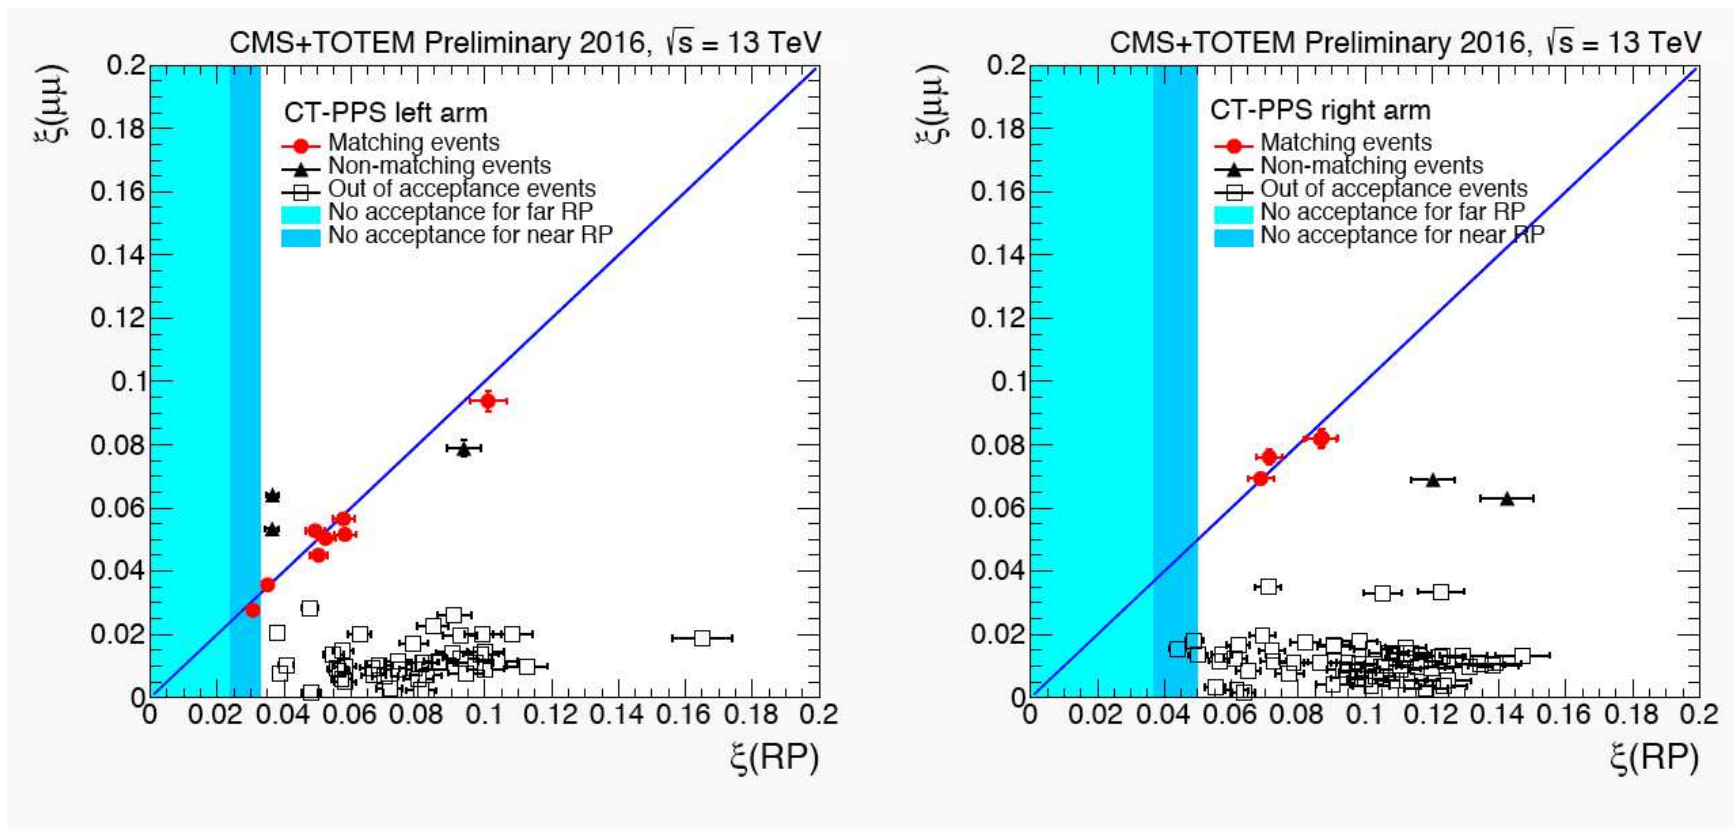 CMS+TOTEM Preliminary 2016, √s = 13 TeV
ξ(μμ)
0.2
0.18
0.16
0.14
0.12
0.1
0.08
0.06
0.04
0.02
0
CT-PPS left arm
Matching events
Non-matching events
Out of acceptance events
No acceptance for far RP
No acceptance for near RP
0 0.02 0.04 0.06 0.08 0.1 0.12 0.14 0.16 0.18 0.2
ξ(RP)
CMS+TOTEM Preliminary 2016, √s = 13 TeV
ξ(μμ)
0.2
0.18
0.16
0.14
0.12
0.1
0.08
0.06
0.04
0.02
0
CT-PPS right arm
Matching events
Non-matching events
Out of acceptance events
No acceptance for far RP
No acceptance for near RP
0 0.02 0.04 0.06 0.08 0.1 0.12 0.14 0.16 0.18 0.2
ξ(RP)